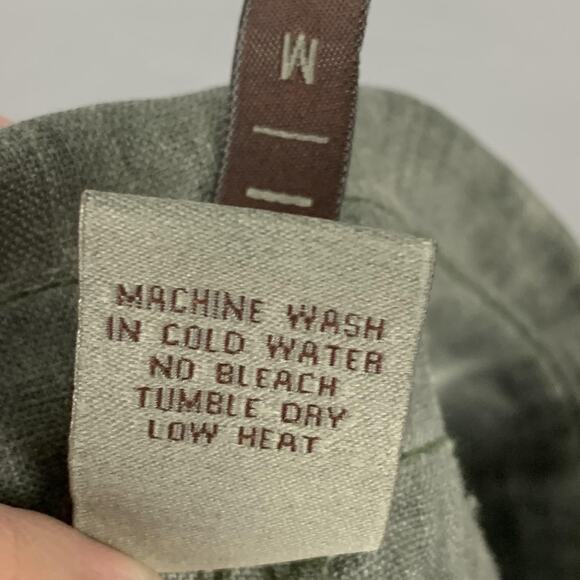 M
MACHINE WASH
IN COLD WATER
NO BLEACH
TUMBLE DRY
LOW HEAT